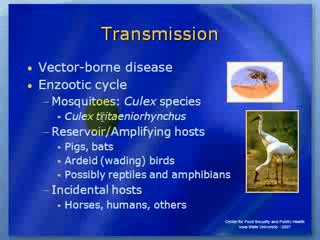 Transmission
• Vector-borne disease
• Enzootic cycle
– Mosquitoes: Culex species
• Culex tritaeniorhynchus
– Reservoir/Amplifying hosts
• Pigs, bats
• Ardeid (wading) birds
• Possibly reptiles and amphibians
– Incidental hosts
• Horses, humans, others
Center for Food Security and Public Health
Iowa State University - 2007